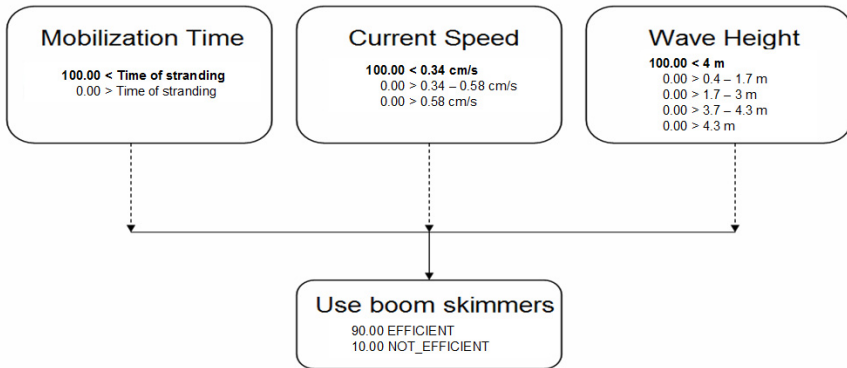 Mobilization Time
100.00 < Time of stranding
0.00 > Time of stranding
Current Speed
100.00 < 0.34 cm/s
0.00 > 0.34 – 0.58 cm/s
0.00 > 0.58 cm/s
Wave Height
100.00 < 4 m
0.00 > 0.4 – 1.7 m
0.00 > 1.7 – 3 m
0.00 > 3.7 – 4.3 m
0.00 > 4.3 m
Use boom skimmers
90.00 EFFICIENT
10.00 NOT_EFFICIENT